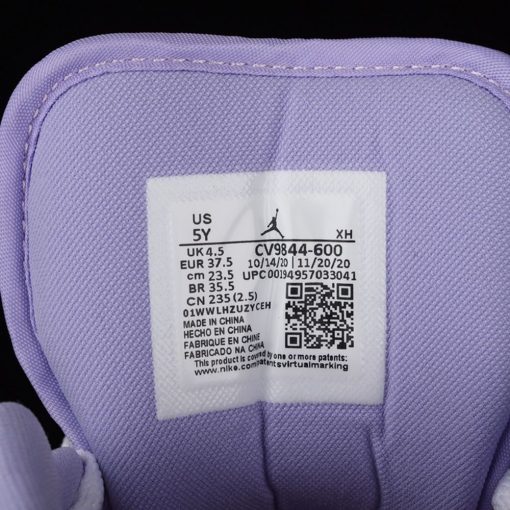 US
5Y
XH
UK 4.5
CV9844-600
EUR 37.5
10/14/20 | 11/20/20
cm 23.5
UPC 00194957033041
BR 35.5
CN 235 (2.5)
01WWLHZUZYCEH
MADE IN CHINA
HECHO EN CHINA
FABRIQUE EN CHINE
FABRICADO NA CHINA
This product is covered by one or more patents:
www.nike.com/patentsvirtualmarking